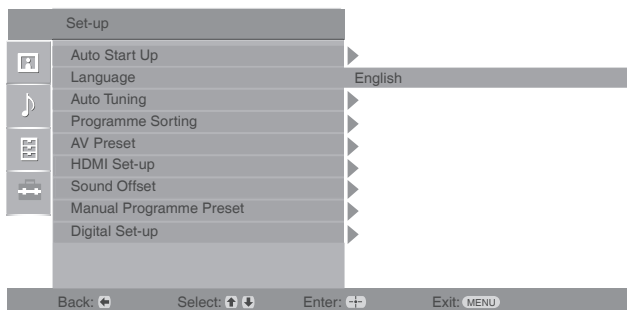 Set-up
Auto Start Up
Language English
Auto Tuning
Programme Sorting
AV Preset
HDMI Set-up
Sound Offset
Manual Programme Preset
Digital Set-up
Back: Select: Enter: Exit: MENU